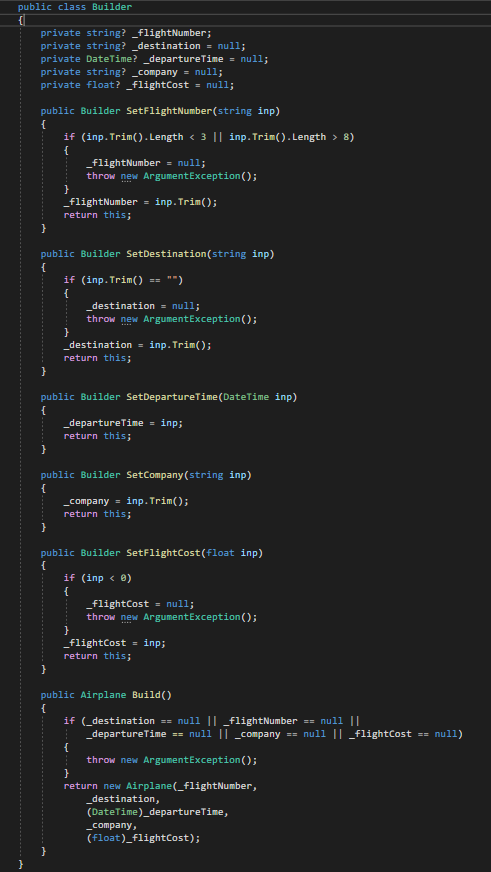 public class Builder
{
    private string? _flightNumber;
    private string? _destination = null;
    private DateTime? _departureTime = null;
    private string? _company = null;
    private float? _flightCost = null;

    public Builder SetFlightNumber(string inp)
    {
        if (inp.Trim().Length < 3 || inp.Trim().Length > 8)
        {
            _flightNumber = null;
            throw new ArgumentException();
        }
        _flightNumber = inp.Trim();
        return this;
    }

    public Builder SetDestination(string inp)
    {
        if (inp.Trim() == "")
        {
            _destination = null;
            throw new ArgumentException();
        }
        _destination = inp.Trim();
        return this;
    }

    public Builder SetDepartureTime(DateTime inp)
    {
        _departureTime = inp;
        return this;
    }

    public Builder SetCompany(string inp)
    {
        _company = inp.Trim();
        return this;
    }

    public Builder SetFlightCost(float inp)
    {
        if (inp < 0)
        {
            _flightCost = null;
            throw new ArgumentException();
        }
        _flightCost = inp;
        return this;
    }

    public Airplane Build()
    {
        if (_destination == null || _flightNumber == null ||
            _departureTime == null || _company == null || _flightCost == null)
        {
            throw new ArgumentException();
        }
        return new Airplane(_flightNumber,
            _destination,
            (DateTime)_departureTime,
            _company,
            (float)_flightCost);
    }
}